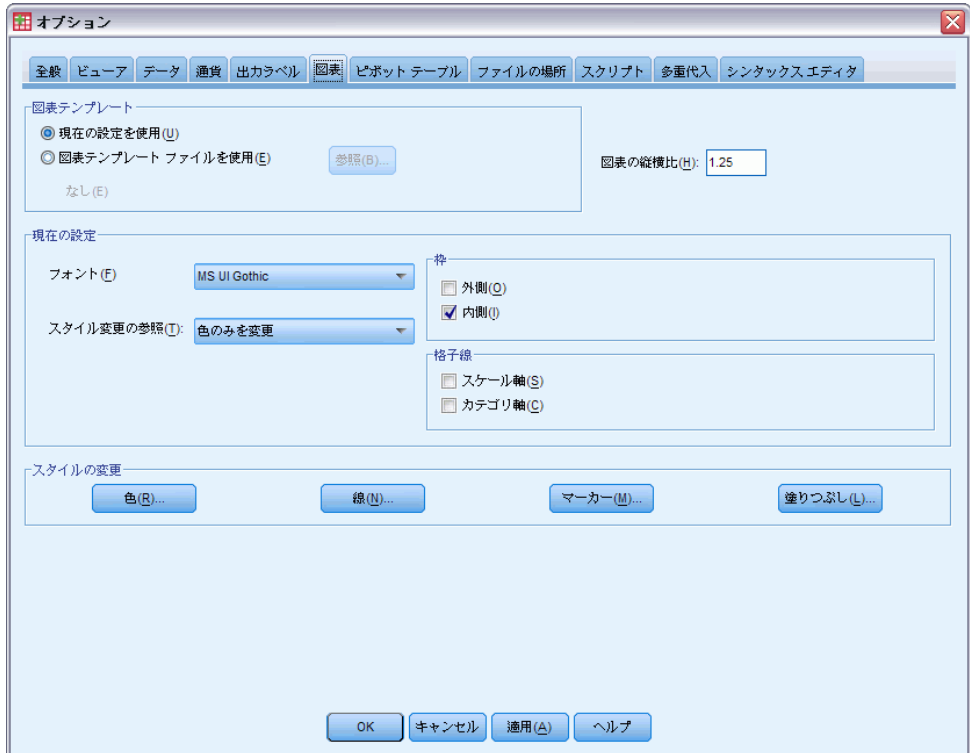 オプション
全般 ビューア データ 通貨 出力ラベル 図表 ピボット テーブル ファイルの場所 スクリプト 多重代入 シンタックス エディタ
図表テンプレート
現在の設定を使用(U)
図表テンプレート ファイルを使用(E) 参照(B)...
なし(E)
図表の縦横比(H): 1.25
現在の設定
フォント(F) MS UI Gothic
スタイル変更の参照(T): 色のみを変更
枠
外側(O)
内側(I)
格子線
スケール軸(S)
カテゴリ軸(C)
スタイルの変更
色(R)... 線(N)... マーカー(M)... 塗りつぶし(L)...
OK キャンセル 適用(A) ヘルプ